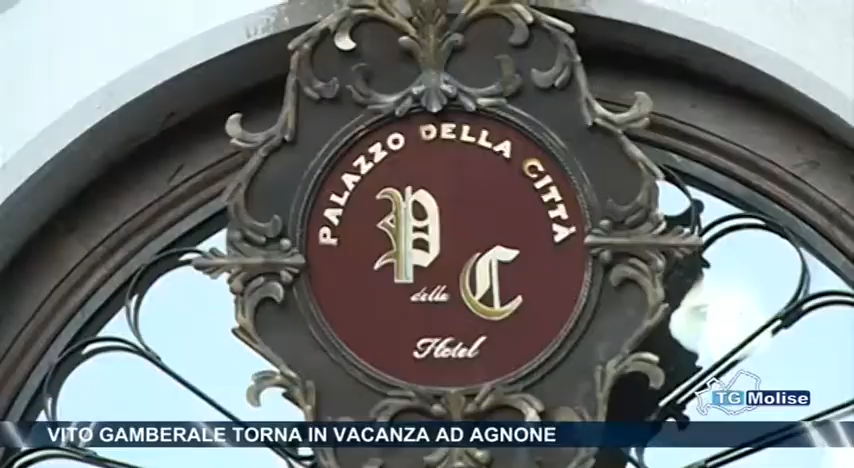 PALAZZO DELLA CITTÀ
P
della
C
Hotel
TG Molise
VITO GAMBERALE TORNA IN VACANZA AD AGNONE